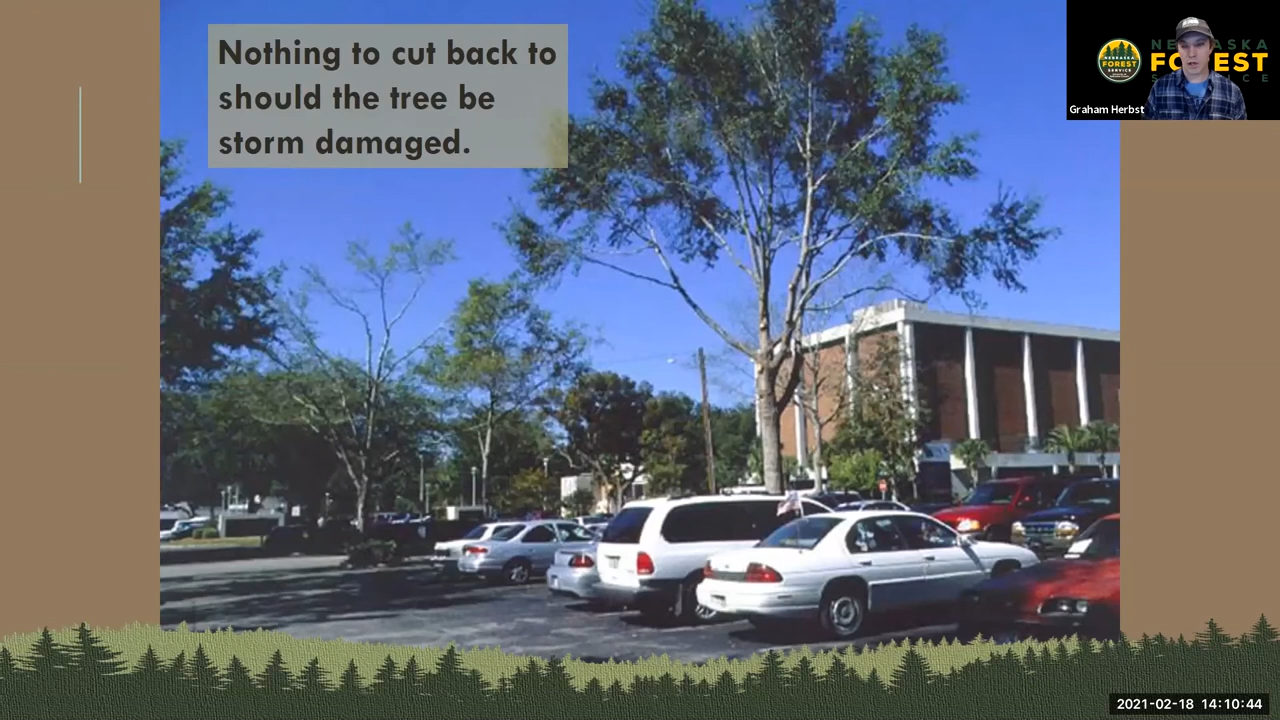 Nothing to cut back to
should the tree be
storm damaged.
NEBRASKA
FOREST
SERVICE
Graham Herbst
2021-02-18 14:10:44